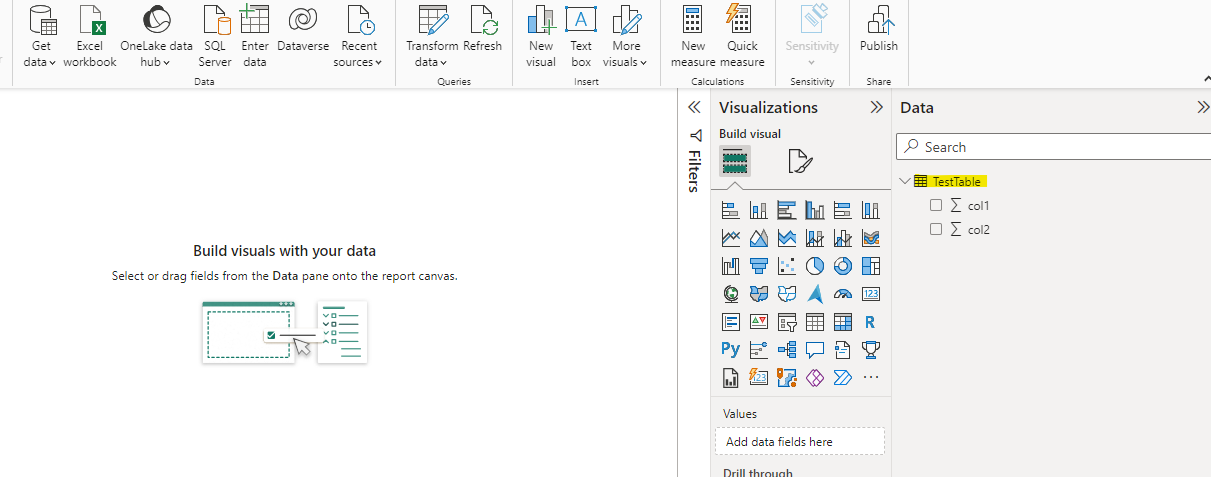 Get data
Excel workbook
OneLake data hub
SQL Server
Enter data
Dataverse
Recent sources
Transform data
Refresh
New visual
Text box
More visuals
New measure
Quick measure
Sensitivity
Publish
Data
Queries
Insert
Calculations
Sensitivity
Share
A
Build visuals with your data
Select or drag fields from the Data pane onto the report canvas.
Filters
Visualizations
Build visual
123
R
Py
123
Values
Add data fields here
Drill through
Data
Search
TestTable
Σ col1
Σ col2